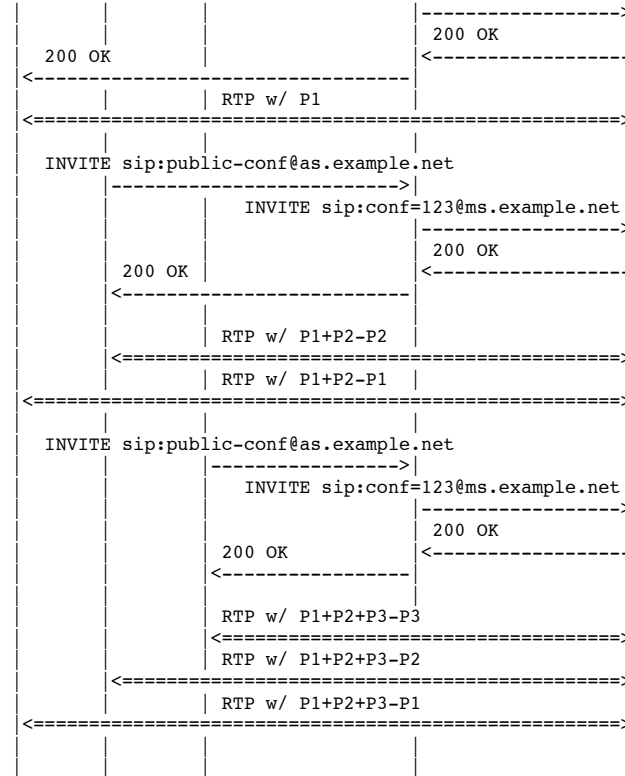 200 OK
200 OK
RTP w/ P1
INVITE sip:public-conf@as.example.net
INVITE sip:conf=123@ms.example.net
200 OK
200 OK
RTP w/ P1+P2-P2
RTP w/ P1+P2-P1
INVITE sip:public-conf@as.example.net
INVITE sip:conf=123@ms.example.net
200 OK
200 OK
RTP w/ P1+P2+P3-P3
RTP w/ P1+P2+P3-P2
RTP w/ P1+P2+P3-P1